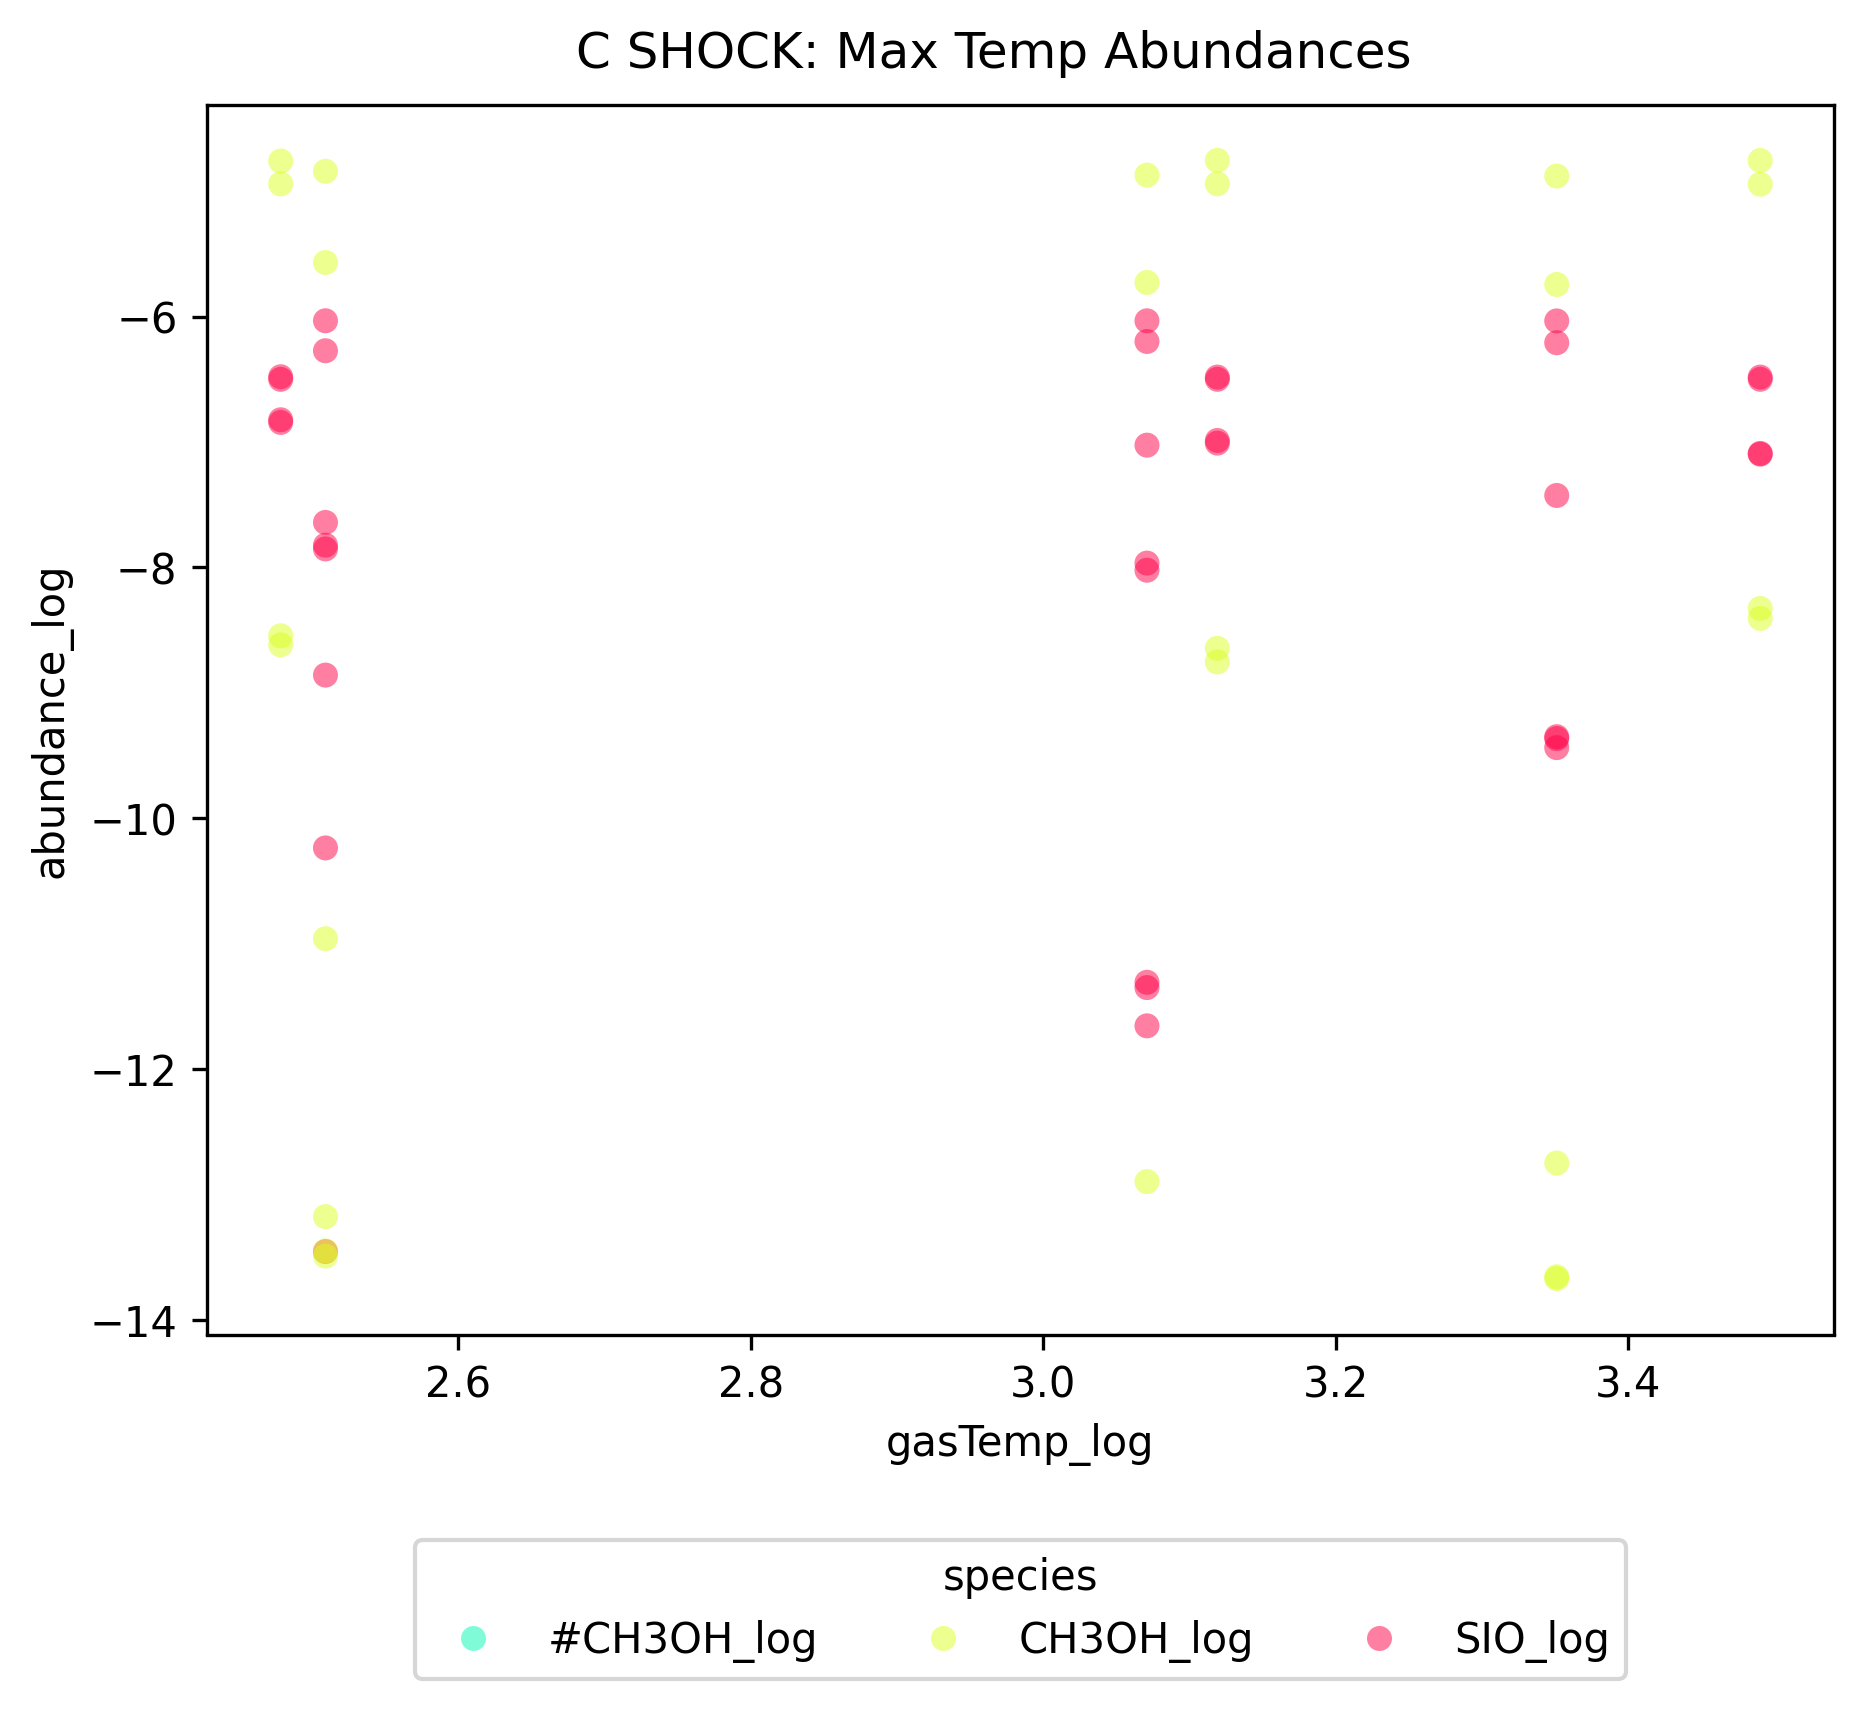 C SHOCK: Max Temp Abundances
abundance_log
−6
−8
−10
−12
−14
2.6 2.8 3.0 3.2 3.4
gasTemp_log
species
#CH3OH_log CH3OH_log SIO_log